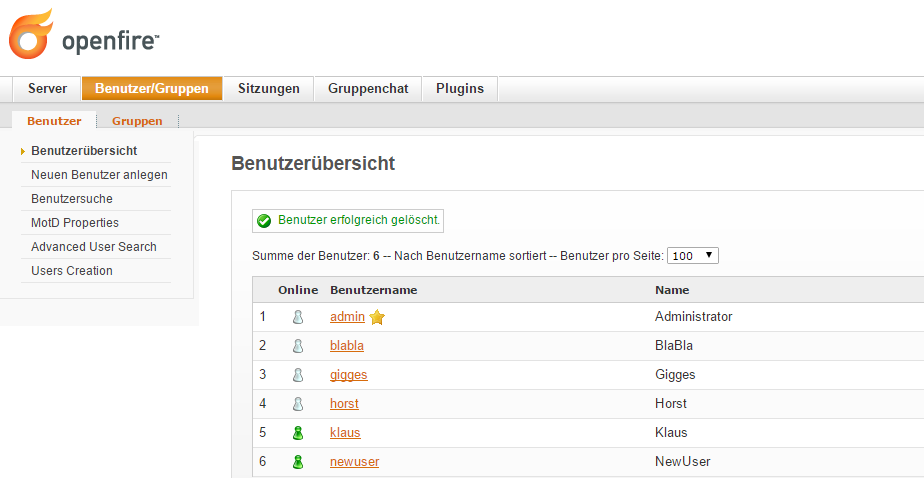 openfire™
Server Benutzer/Gruppen Sitzungen Gruppenchat Plugins
Benutzer Gruppen
Benutzerübersicht
Neuen Benutzer anlegen
Benutzersuche
MotD Properties
Advanced User Search
Users Creation
Benutzerübersicht
Benutzer erfolgreich gelöscht.
Summe der Benutzer: 6 -- Nach Benutzername sortiert -- Benutzer pro Seite: 100
Online Benutzername Name
1 admin Administrator
2 blabla BlaBla
3 gigges Gigges
4 horst Horst
5 klaus Klaus
6 newuser NewUser